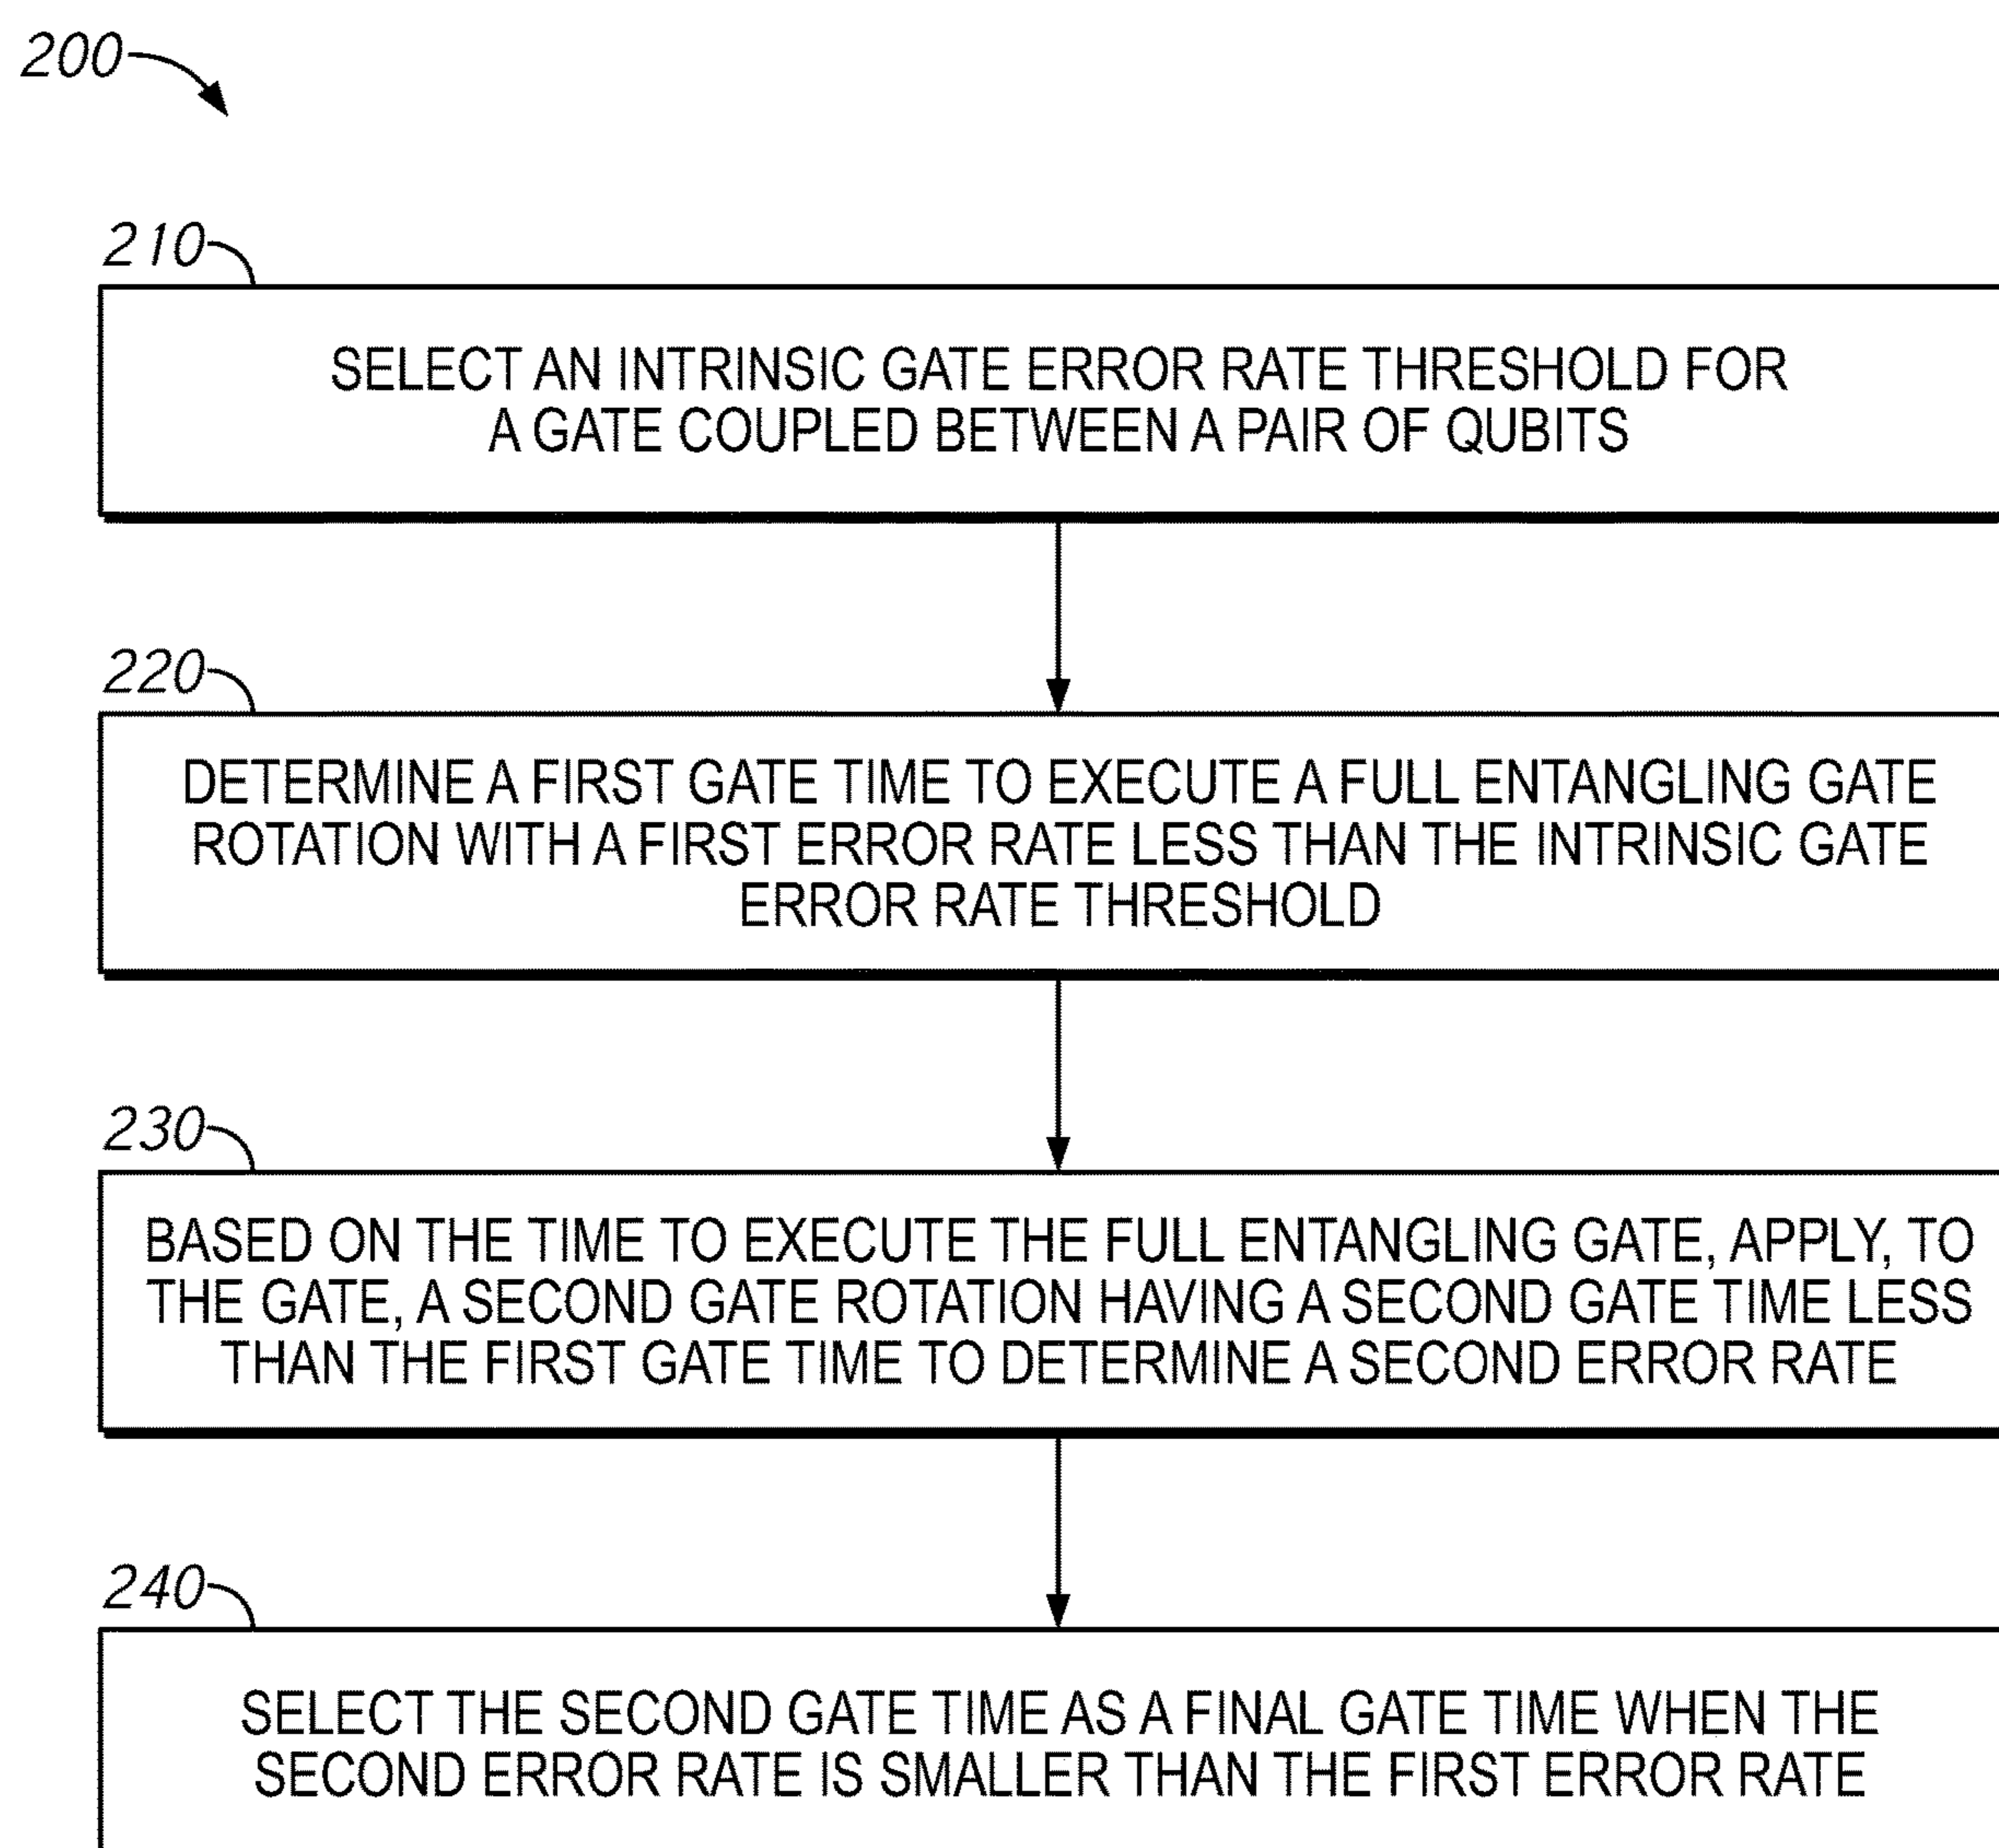 200
210
SELECT AN INTRINSIC GATE ERROR RATE THRESHOLD FOR
A GATE COUPLED BETWEEN A PAIR OF QUBITS
220
DETERMINE A FIRST GATE TIME TO EXECUTE A FULL ENTANGLING GATE
ROTATION WITH A FIRST ERROR RATE LESS THAN THE INTRINSIC GATE
ERROR RATE THRESHOLD
230
BASED ON THE TIME TO EXECUTE THE FULL ENTANGLING GATE, APPLY, TO
THE GATE, A SECOND GATE ROTATION HAVING A SECOND GATE TIME LESS
THAN THE FIRST GATE TIME TO DETERMINE A SECOND ERROR RATE
240
SELECT THE SECOND GATE TIME AS A FINAL GATE TIME WHEN THE
SECOND ERROR RATE IS SMALLER THAN THE FIRST ERROR RATE